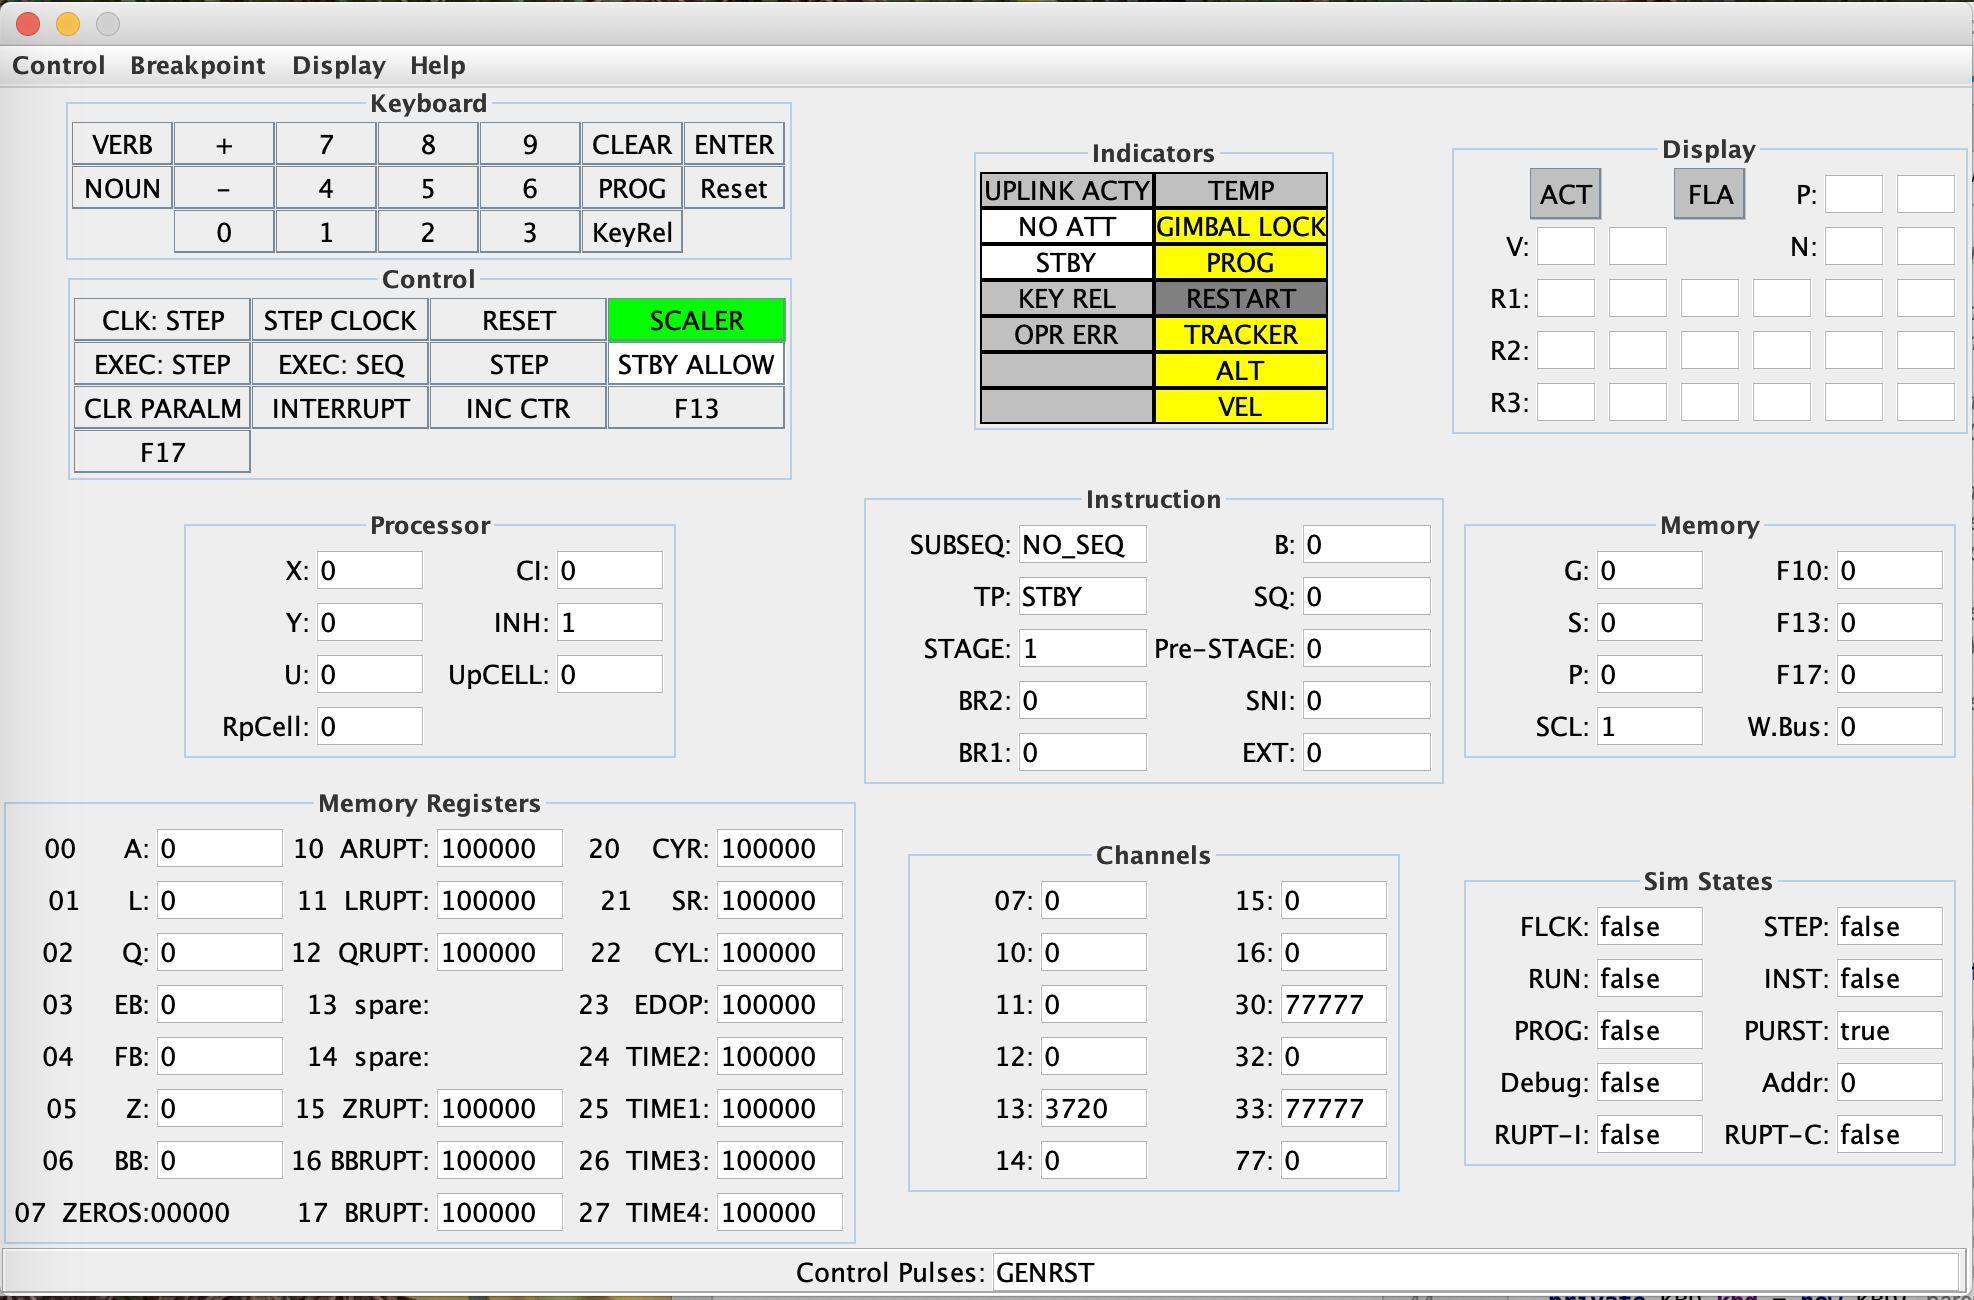 Control Breakpoint Display Help
Keyboard
VERB + 7 8 9 CLEAR ENTER
NOUN - 4 5 6 PROG Reset
0 1 2 3 KeyRel
Control
CLK: STEP STEP CLOCK RESET SCALER
EXEC: STEP EXEC: SEQ STEP STBY ALLOW
CLR PARALM INTERRUPT INC CTR F13
F17
Indicators
UPLINK ACTY TEMP
NO ATT GIMBAL LOCK
STBY PROG
KEY REL RESTART
OPR ERR TRACKER
ALT
VEL
Display
ACT FLA P:
V: N:
R1:
R2:
R3:
Processor
X: 0 CI: 0
Y: 0 INH: 1
U: 0 UpCELL: 0
RpCell: 0
Instruction
SUBSEQ: NO_SEQ B: 0
TP: STBY SQ: 0
STAGE: 1 Pre-STAGE: 0
BR2: 0 SNI: 0
BR1: 0 EXT: 0
Memory
G: 0 F10: 0
S: 0 F13: 0
P: 0 F17: 0
SCL: 1 W.Bus: 0
Memory Registers
00 A: 0 10 ARUPT: 100000 20 CYR: 100000
01 L: 0 11 LRUPT: 100000 21 SR: 100000
02 Q: 0 12 QRUPT: 100000 22 CYL: 100000
03 EB: 0 13 spare: 23 EDOP: 100000
04 FB: 0 14 spare: 24 TIME2: 100000
05 Z: 0 15 ZRUPT: 100000 25 TIME1: 100000
06 BB: 0 16 BBRUPT: 100000 26 TIME3: 100000
07 ZEROS:00000 17 BRUPT: 100000 27 TIME4: 100000
Channels
07: 0 15: 0
10: 0 16: 0
11: 0 30: 77777
12: 0 32: 0
13: 3720 33: 77777
14: 0 77: 0
Sim States
FLCK: false STEP: false
RUN: false INST: false
PROG: false PURST: true
Debug: false Addr: 0
RUPT-I: false RUPT-C: false
Control Pulses: GENRST